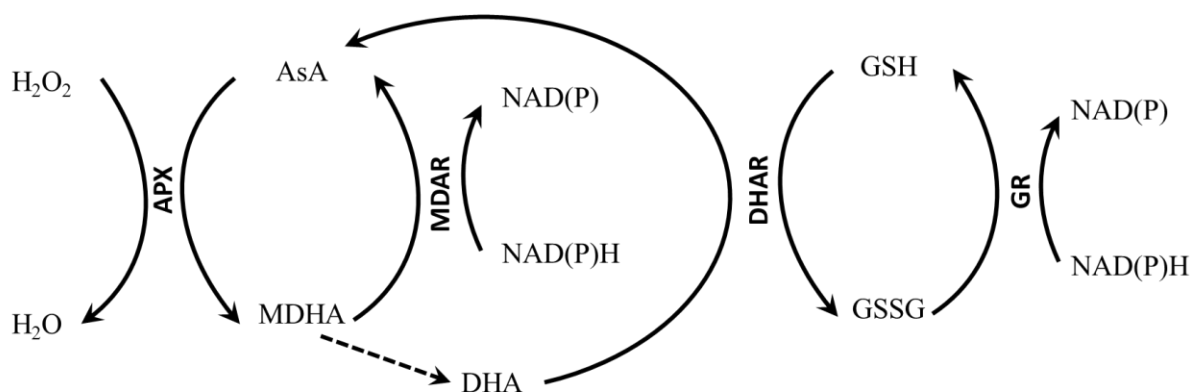 H₂O₂
AsA
GSH
NAD(P)
NAD(P)
APX
MDAR
DHAR
GR
NAD(P)H
NAD(P)H
H₂O
MDHA
GSSG
DHA